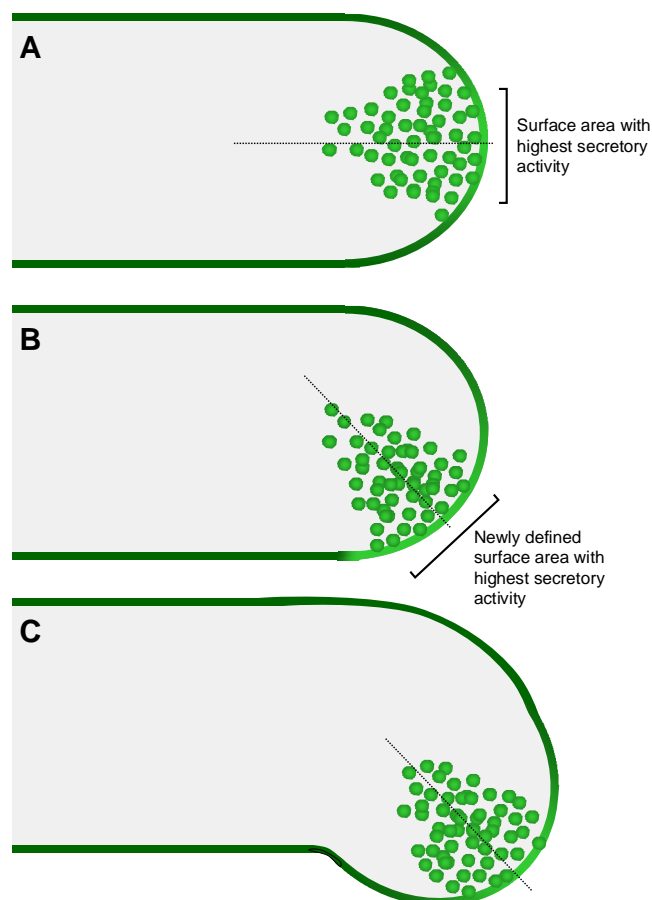 A
Surface area with
highest secretory
activity
B
Newly defined
surface area with
highest secretory
activity
C